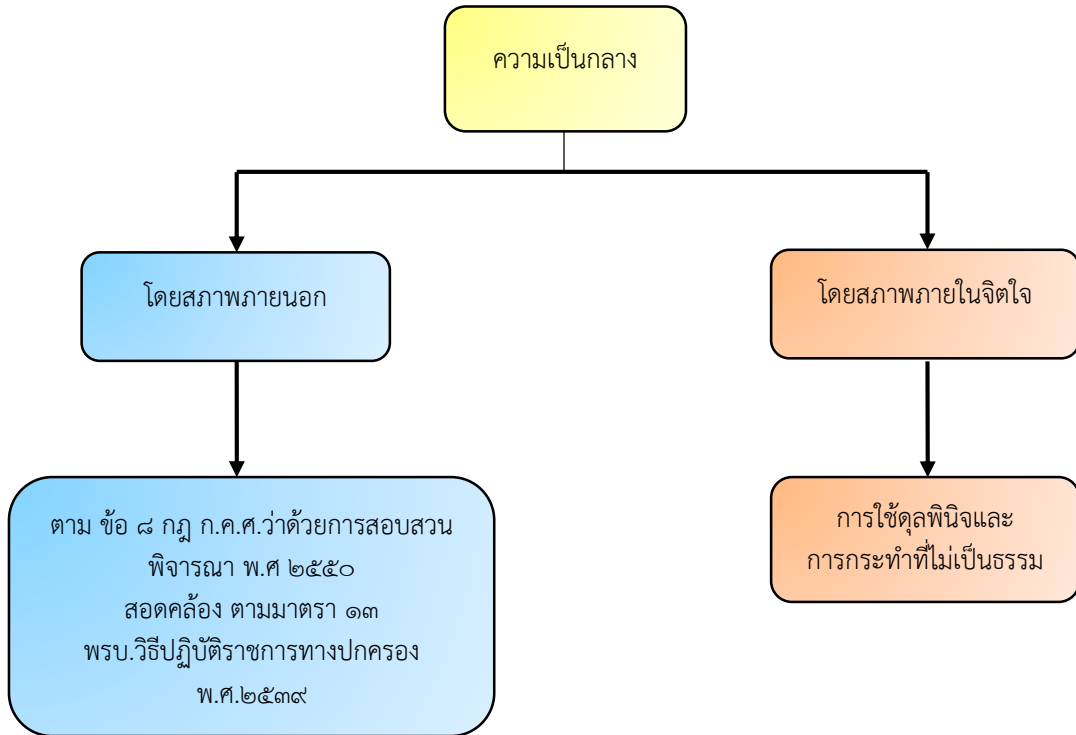 ความเป็นกลาง
โดยสภาพภายนอก
โดยสภาพภายในจิตใจ
ตาม ข้อ ๘ กฎ ก.ค.ศ.ว่าด้วยการสอบสวน
พิจารณา พ.ศ ๒๕๕๐
สอดคล้อง ตามมาตรา ๑๓
พรบ.วิธีปฏิบัติราชการทางปกครอง
พ.ศ.๒๕๓๙
การใช้ดุลพินิจและ
การกระทำที่ไม่เป็นธรรม